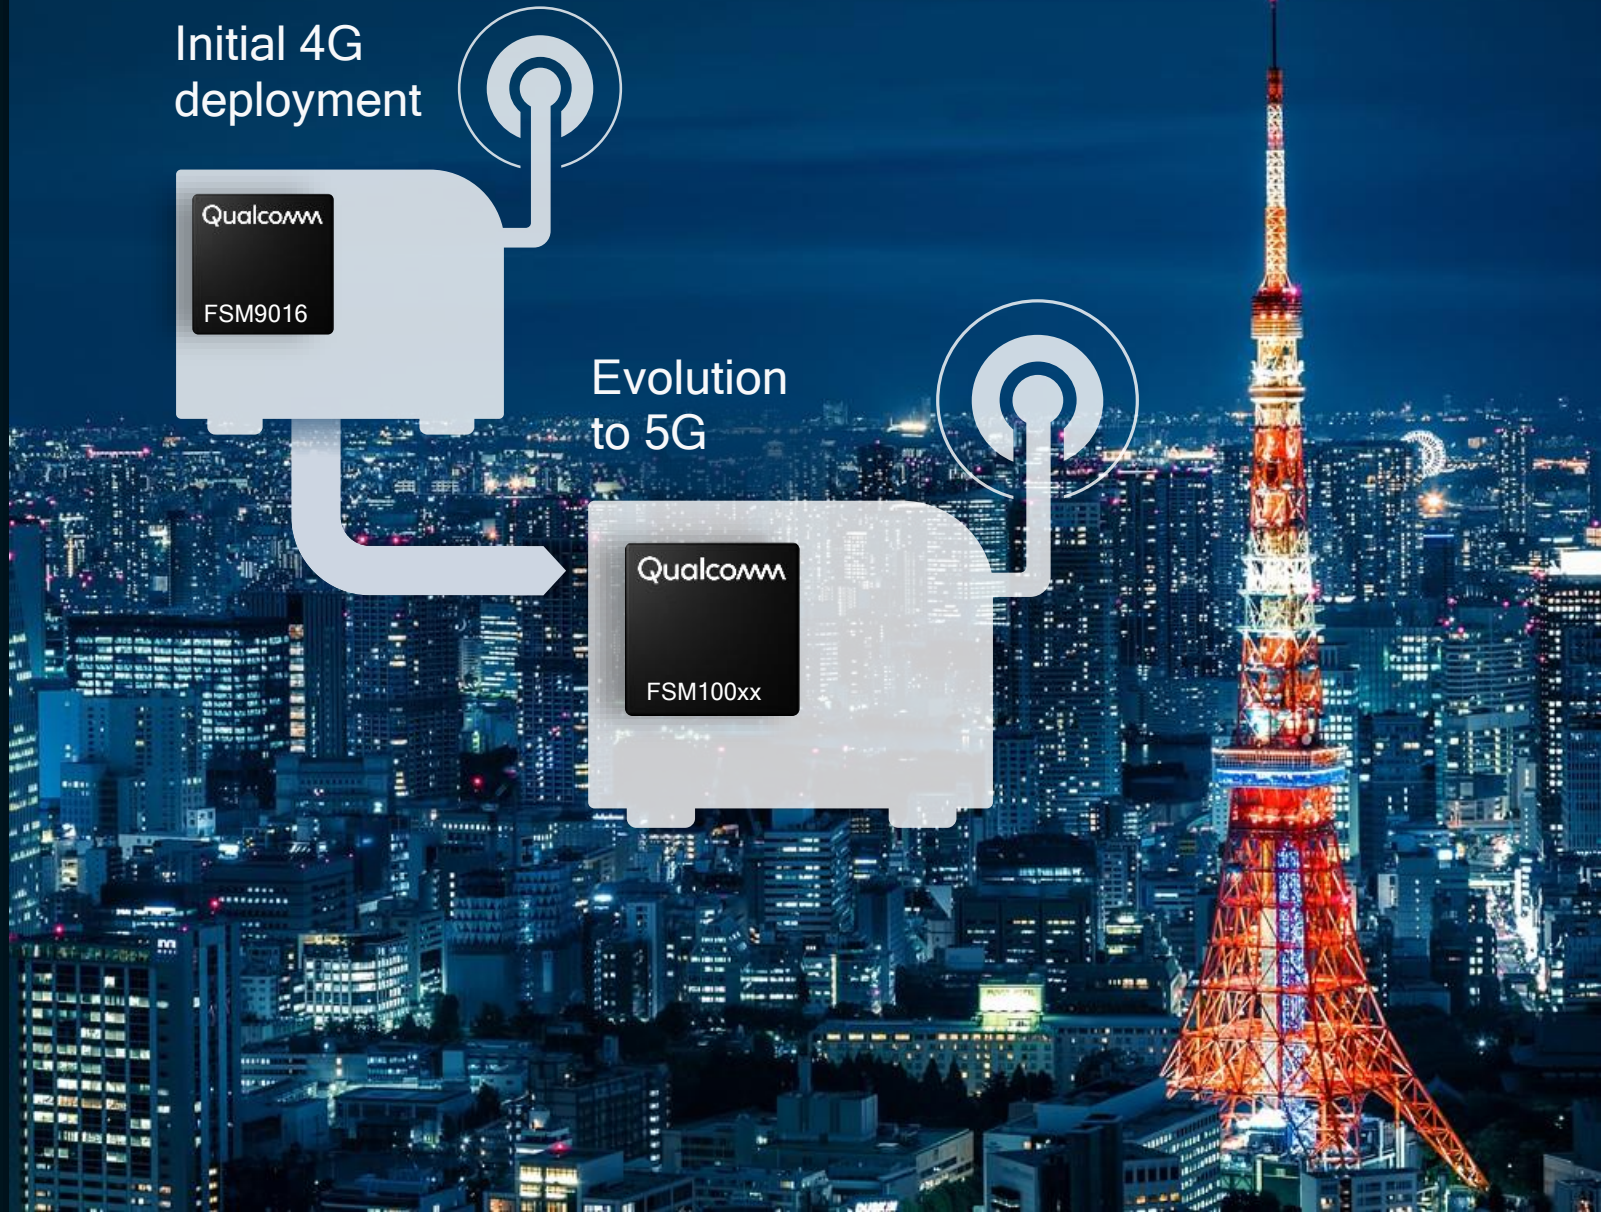 Initial 4G
deployment
Qualcomm
FSM9016
Evolution
to 5G
Qualcomm
FSM100xx